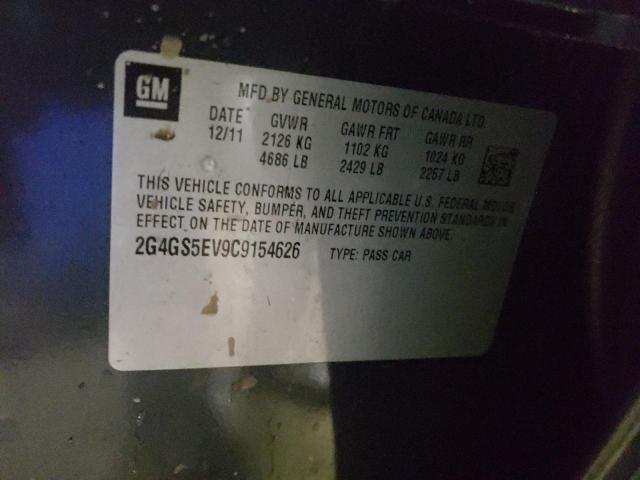 GM
MFD BY GENERAL MOTORS OF CANADA LTD.
DATE GVWR GAWR FRT GAWR RR
12/11 2126 KG 1102 KG 1024 KG
4686 LB 2429 LB 2257 LB
THIS VEHICLE CONFORMS TO ALL APPLICABLE U.S. FEDERAL MOTOR
VEHICLE SAFETY, BUMPER, AND THEFT PREVENTION STANDARDS IN
EFFECT ON THE DATE OF MANUFACTURE SHOWN ABOVE.
2G4GS5EV9C9154626 TYPE: PASS CAR